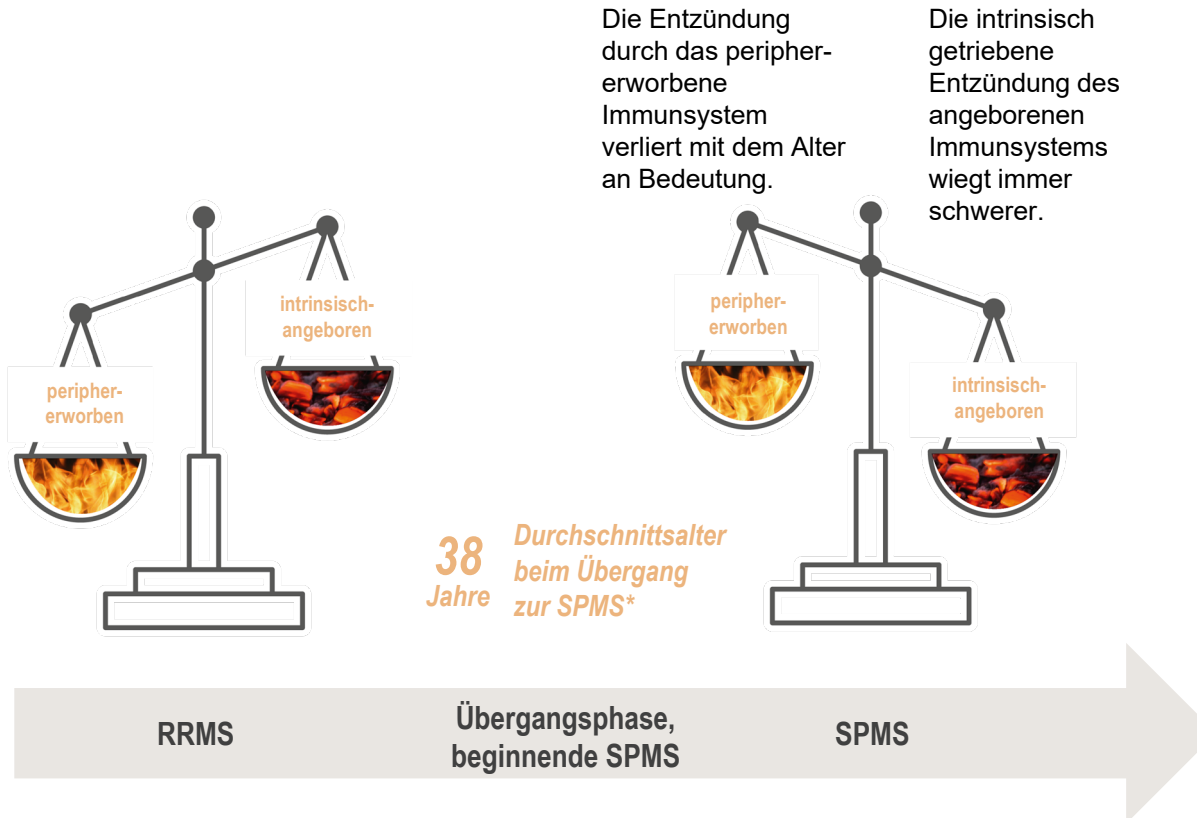 Die Entzündung
durch das peripher-
erworbene
Immunsystem
verliert mit dem Alter
an Bedeutung.
Die intrinsisch
getriebene
Entzündung des
angeborenen
Immunsystems
wiegt immer
schwerer.
intrinsisch-
angeboren
peripher-
erworben
peripher-
erworben
intrinsisch-
angeboren
38
Jahre
Durchschnittsalter
beim Übergang
zur SPMS*
RRMS
Übergangsphase,
beginnende SPMS
SPMS